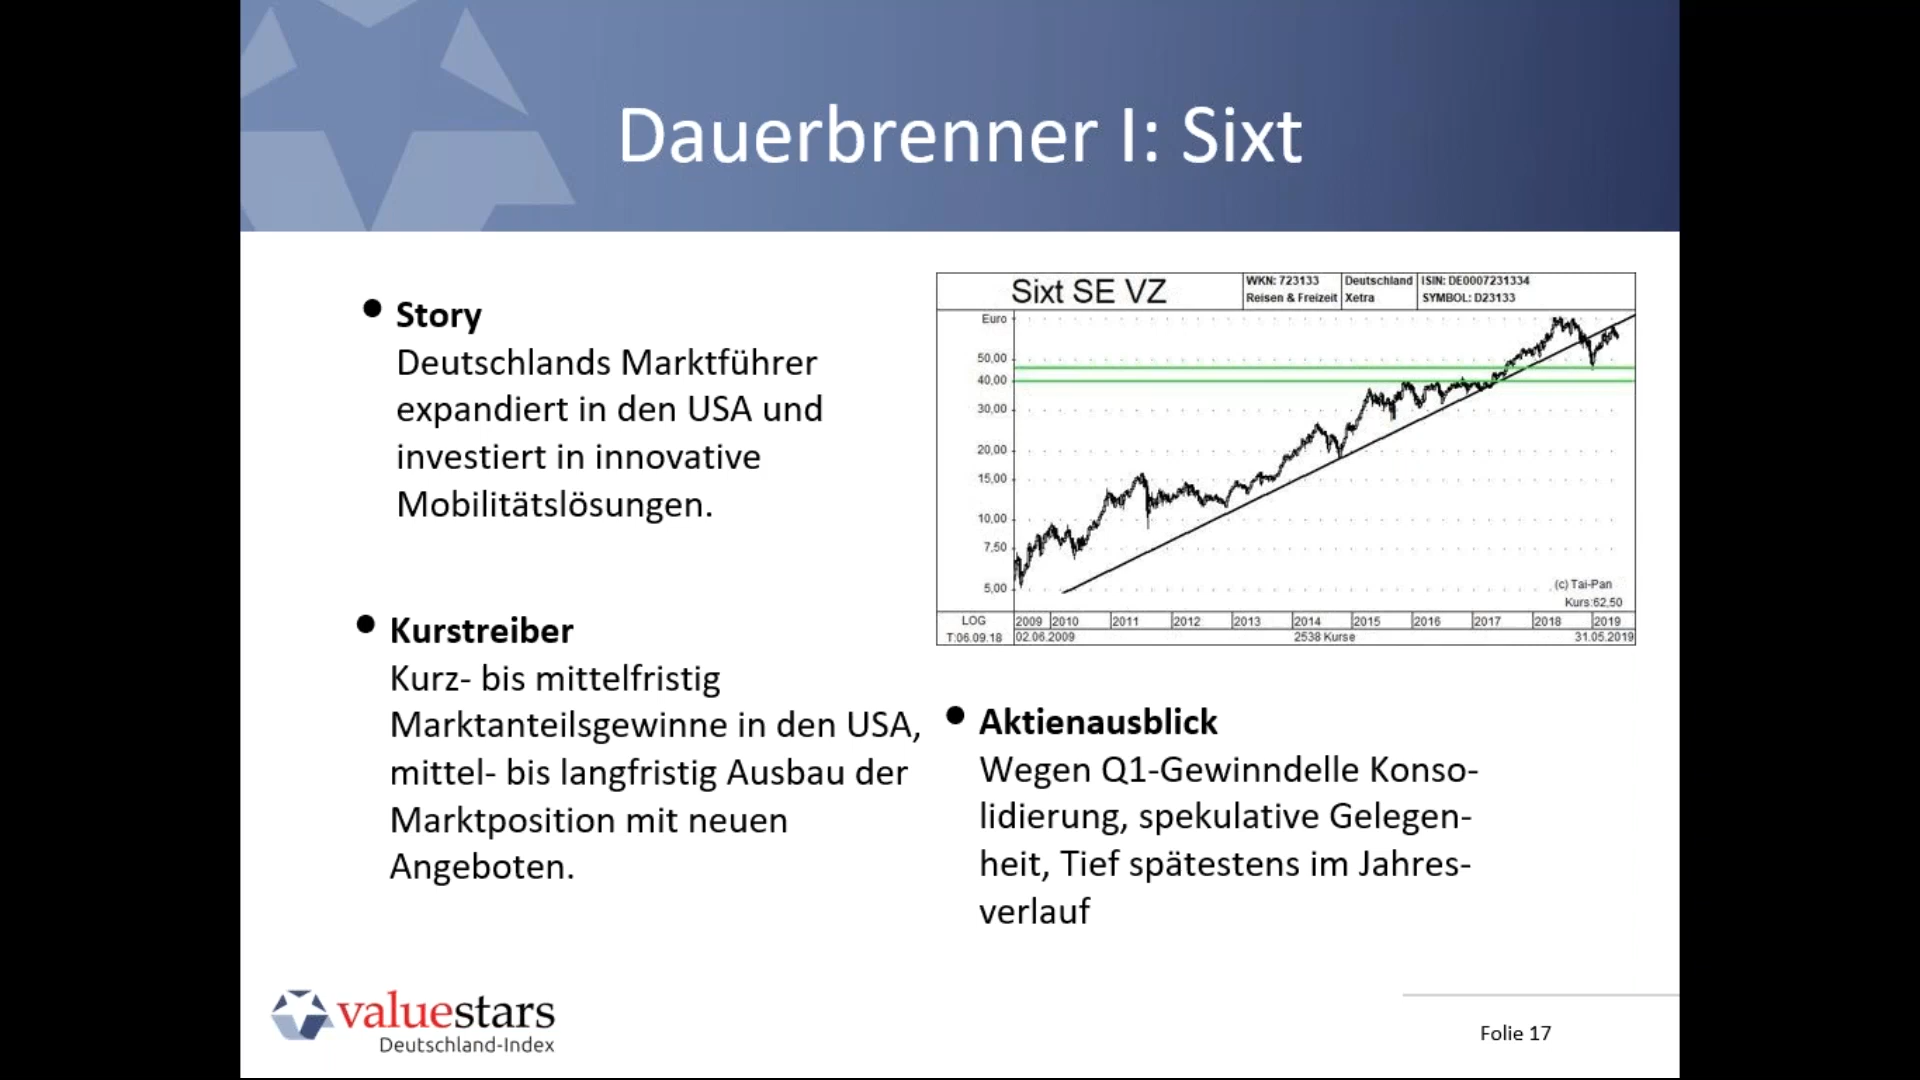 Dauerbrenner I: Sixt
• Story
Deutschlands Marktführer
expandiert in den USA und
investiert in innovative
Mobilitätslösungen.
• Kurstreiber
Kurz- bis mittelfristig
Marktanteilsgewinne in den USA,
mittel- bis langfristig Ausbau der
Marktposition mit neuen
Angeboten.
Sixt SE VZ
WKN: 723133 Deutschland ISIN: DE0007231334
Reisen & Freizeit Xetra SYMBOL: D23133
Euro
50,00
40,00
30,00
20,00
15,00
10,00
7,50
5,00
(c) Tai-Pan
Kurs:62,50
LOG 2009 2010 2011 2012 2013 2014 2015 2016 2017 2018 2019
T:06.09.18 02.06.2009 2538 Kurse 31.05.2019
• Aktienausblick
Wegen Q1-Gewinndelle Konso-
lidierung, spekulative Gelegen-
heit, Tief spätestens im Jahres-
verlauf
valuestars
Deutschland-Index
Folie 17